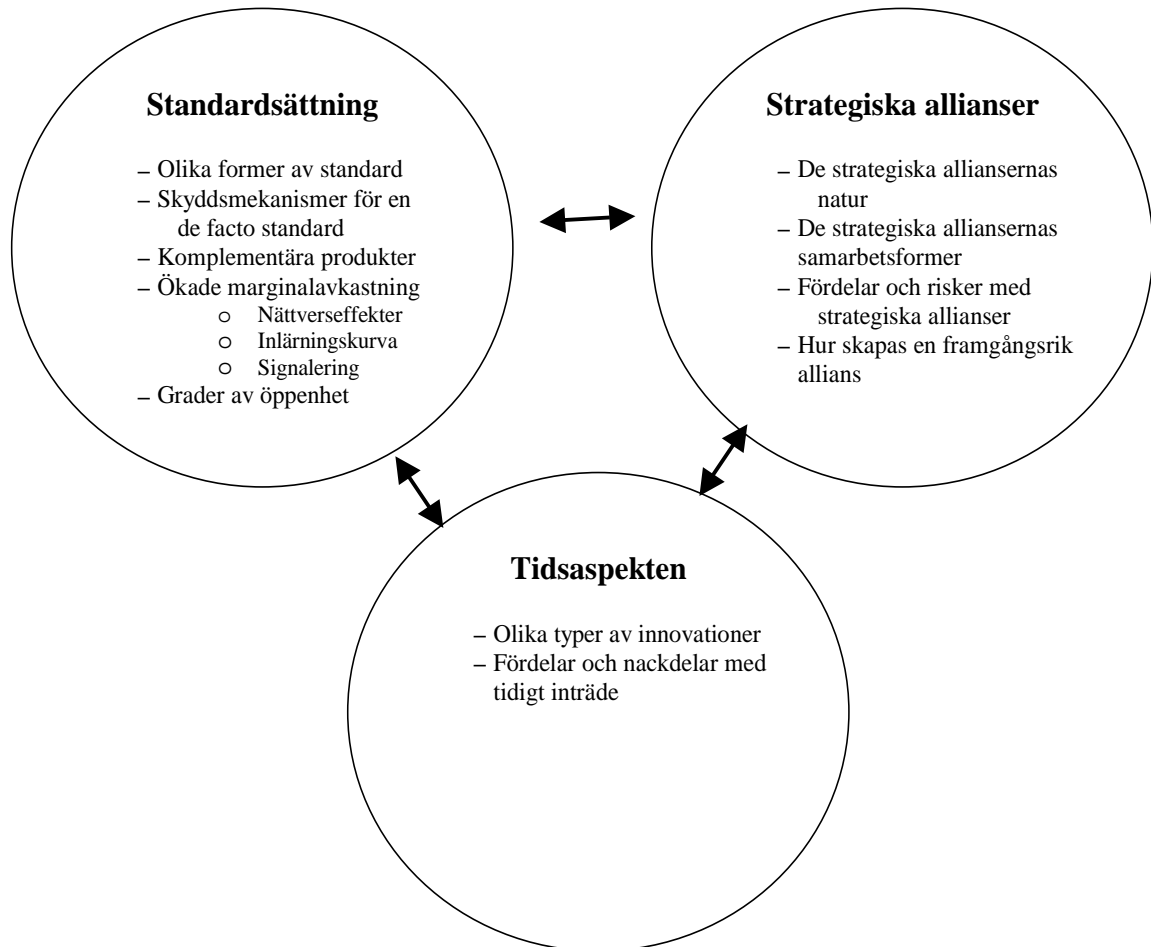 Standardsättning
– Olika former av standard
– Skyddsmekanismer för en
de facto standard
– Komplementära produkter
– Ökade marginalavkastning
o Nättverseffekter
o Inlärningskurva
o Signalering
– Grader av öppenhet
Strategiska allianser
– De strategiska alliansernas
natur
– De strategiska alliansernas
samarbetsformer
– Fördelar och risker med
strategiska allianser
– Hur skapas en framgångsrik
allians
Tidsaspekten
– Olika typer av innovationer
– Fördelar och nackdelar med
tidigt inträde